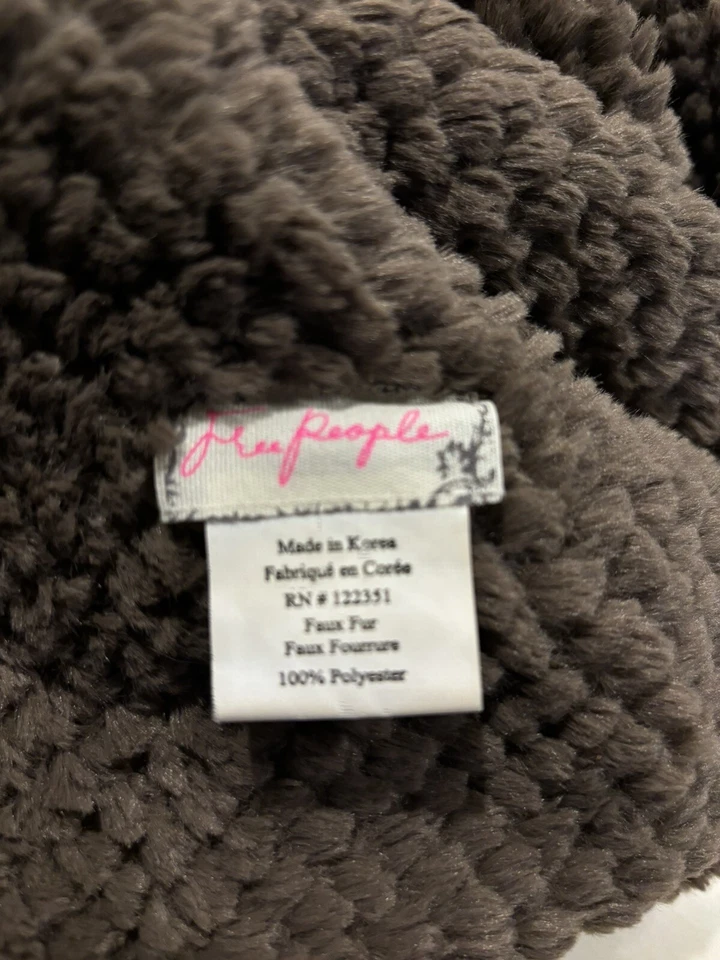 Free People
Made in Korea
Fabriqué en Corée
RN # 122351
Faux Fur
Faux Fourrure
100% Polyester